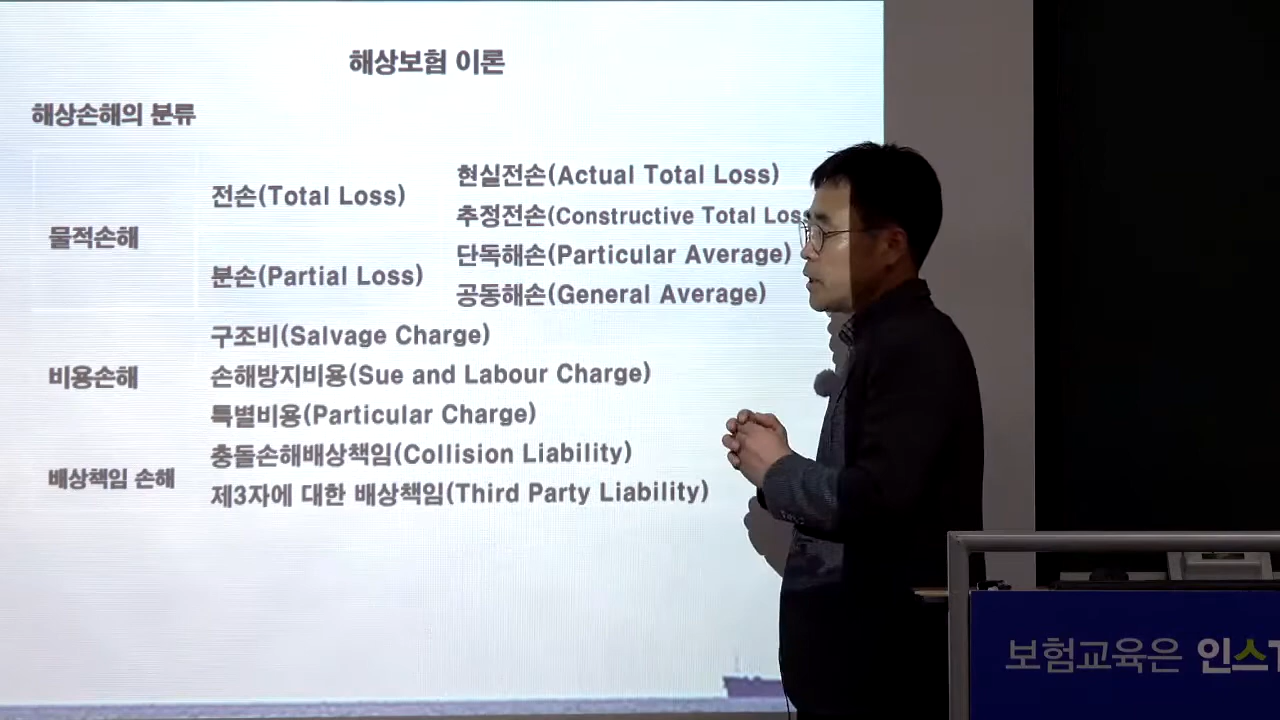 해상보험 이론
해상손해의 분류
물적손해
전손(Total Loss)
현실전손(Actual Total Loss)
추정전손(Constructive Total Loss
분손(Partial Loss)
단독해손(Particular Average)
공동해손(General Average)
비용손해
구조비(Salvage Charge)
손해방지비용(Sue and Labour Charge)
특별비용(Particular Charge)
배상책임 손해
충돌손해배상책임(Collision Liability)
제3자에 대한 배상책임(Third Party Liability)
보험교육은 인스